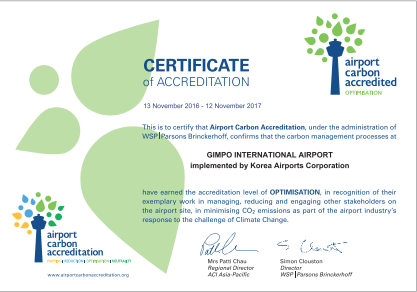 CERTIFICATE
of ACCREDITATION
airport
carbon
accredited
OPTIMISATION
13 November 2016 - 12 November 2017
This is to certify that Airport Carbon Accreditation, under the administration of
WSP|Parsons Brinckerhoff, confirms that the carbon management processes at
GIMPO INTERNATIONAL AIRPORT
implemented by Korea Airports Corporation
have earned the accreditation level of OPTIMISATION, in recognition of their
exemplary work in managing, reducing and engaging other stakeholders on
the airport site, in minimising CO₂ emissions as part of the airport industry's
response to the challenge of Climate Change.
airport
carbon
accreditation
www.airportcarbonaccreditation.org
Mrs Patti Chau
Regional Director
ACI Asia-Pacific
Simon Clouston
Director
WSP | Parsons Brinckerhoff